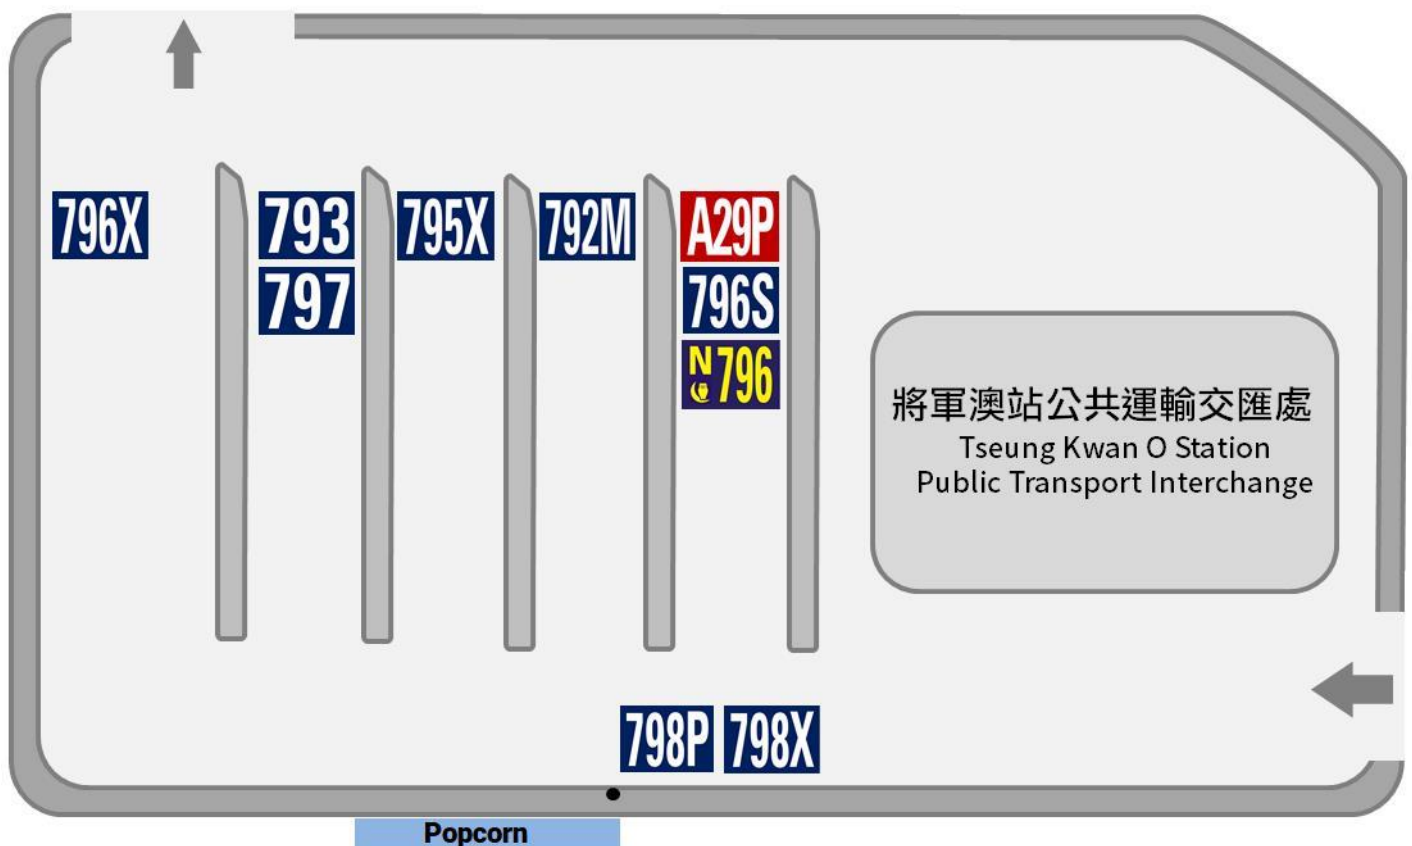 796X
793
797
795X
792M
A29P
796S
N796
將軍澳站公共運輸交匯處
Tseung Kwan O Station
Public Transport Interchange
798P 798X
Popcorn